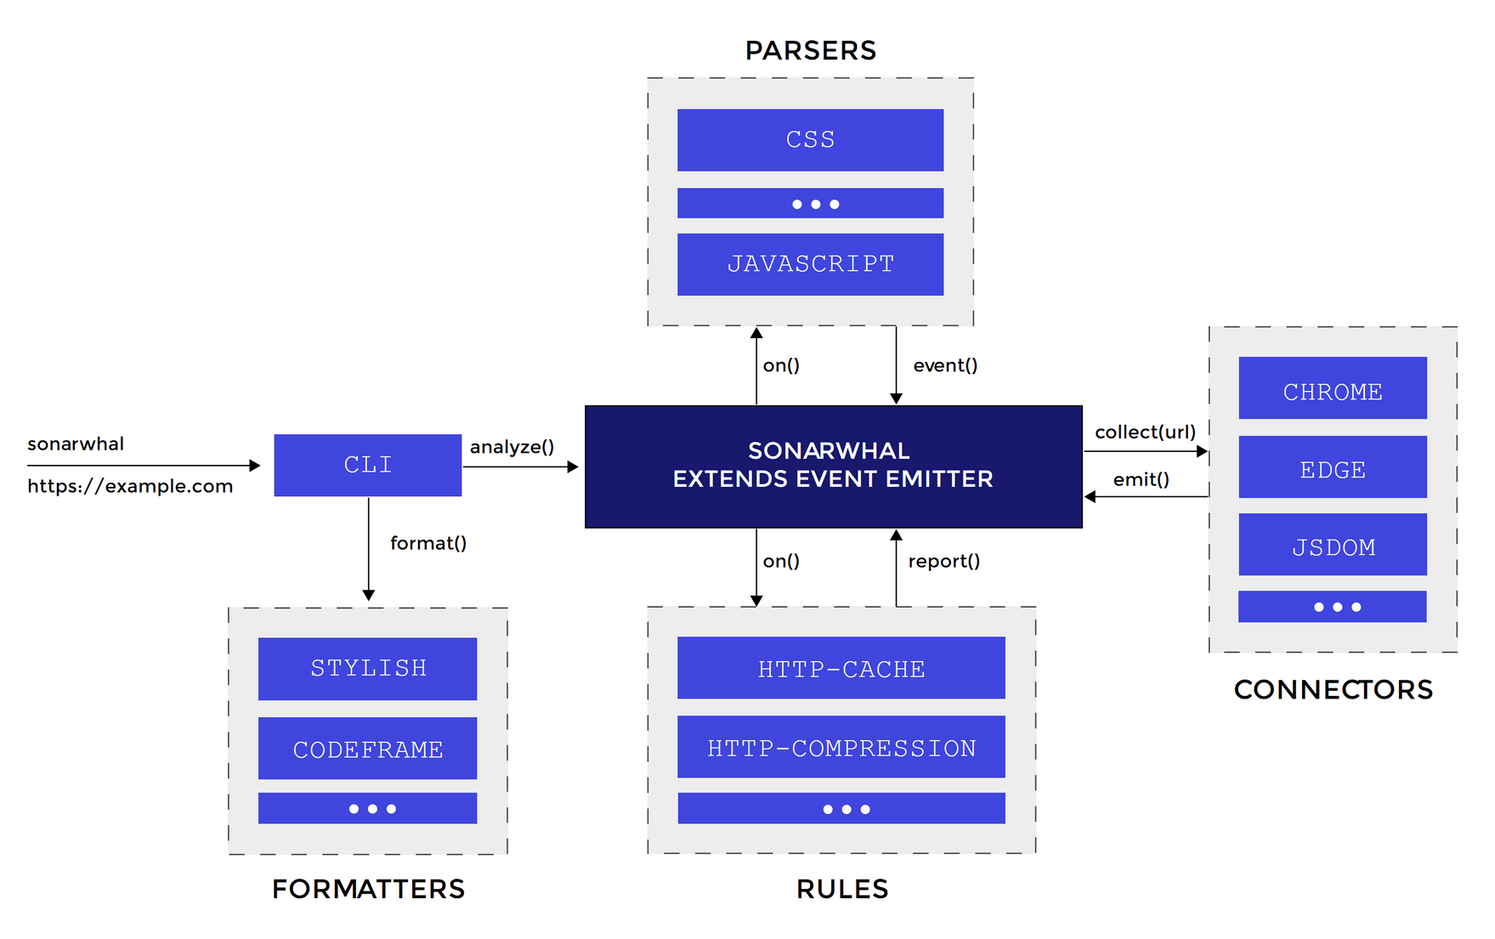 PARSERS
CSS
JAVASCRIPT
on()
event()
sonarwhal
https://example.com
CLI
analyze()
format()
SONARWHAL
EXTENDS EVENT EMITTER
collect(url)
emit()
CHROME
EDGE
JSDOM
CONNECTORS
on()
report()
STYLISH
CODEFRAME
FORMATTERS
HTTP-CACHE
HTTP-COMPRESSION
RULES